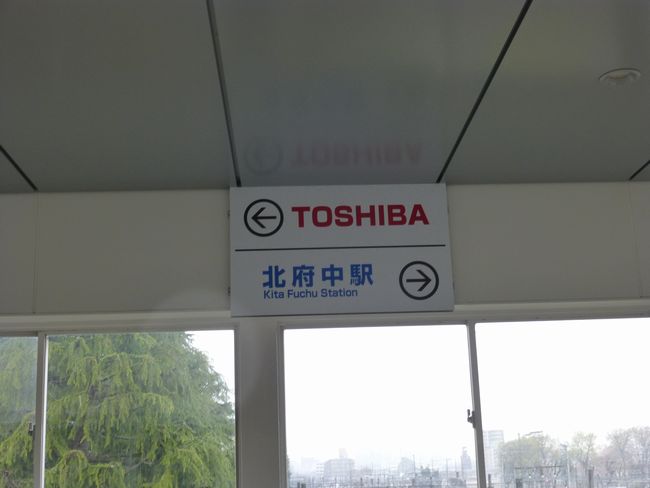 TOSHIBA
北府中駅
Kita Fuchu Station